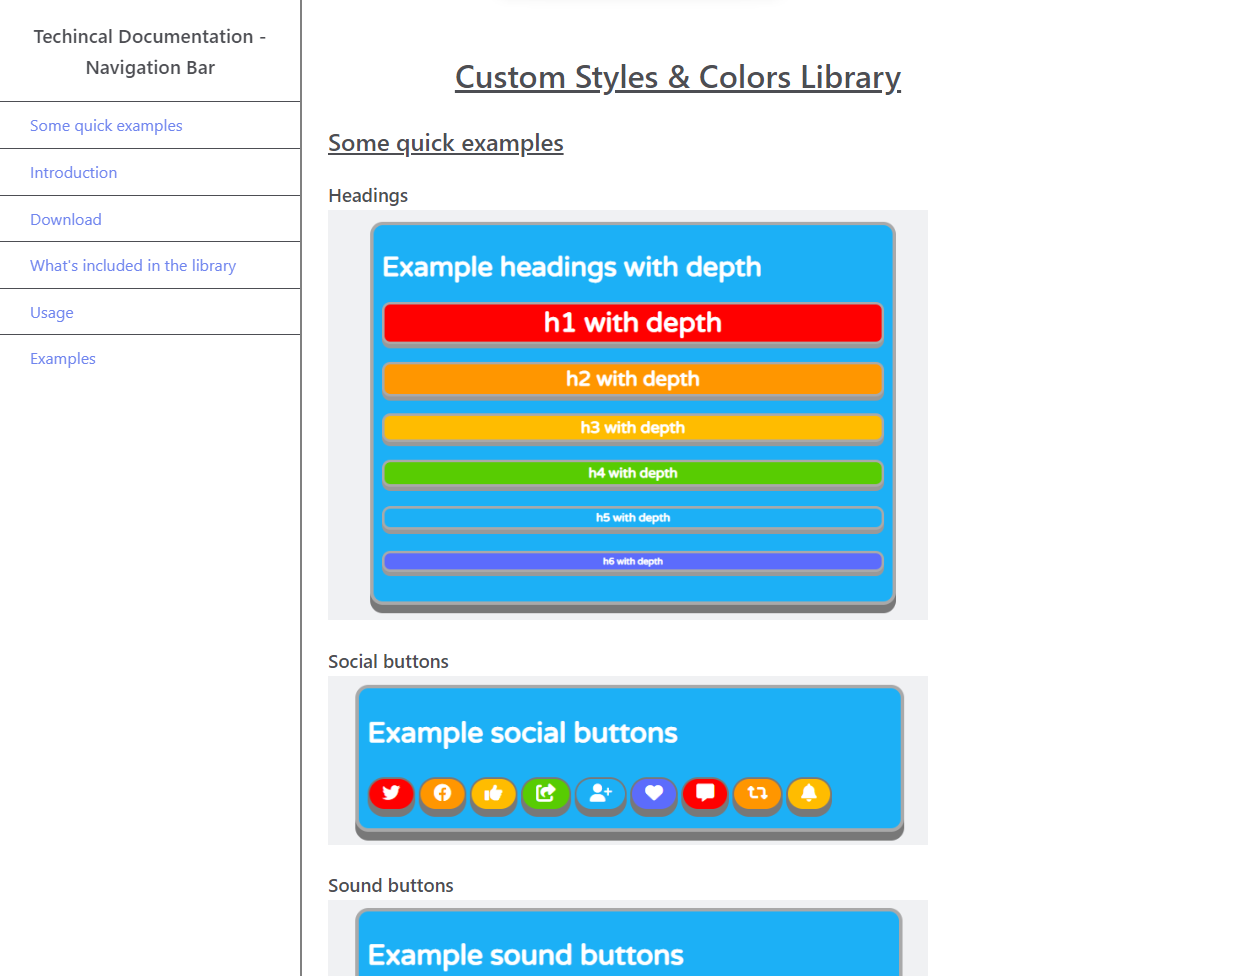 Techincal Documentation -
Navigation Bar
Some quick examples
Introduction
Download
What's included in the library
Usage
Examples
Custom Styles & Colors Library
Some quick examples
Headings
Example headings with depth
h1 with depth
h2 with depth
h3 with depth
h4 with depth
h5 with depth
h6 with depth
Social buttons
Example social buttons
Sound buttons
Example sound buttons